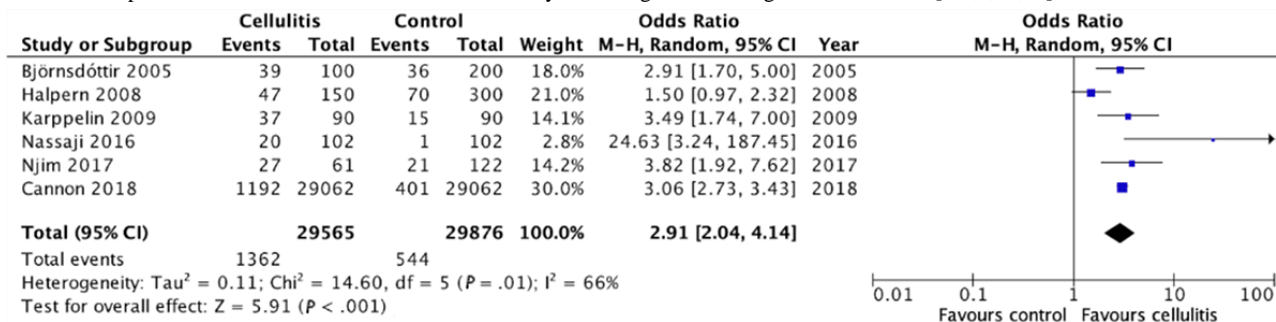 Cellulitis Control Odds Ratio Odds Ratio
Study or Subgroup Events Total Events Total Weight M-H, Random, 95% CI Year M-H, Random, 95% CI
Björnsdóttir 2005 39 100 36 200 18.0% 2.91 [1.70, 5.00] 2005
Halpern 2008 47 150 70 300 21.0% 1.50 [0.97, 2.32] 2008
Karppelin 2009 37 90 15 90 14.1% 3.49 [1.74, 7.00] 2009
Nassaji 2016 20 102 1 102 2.8% 24.63 [3.24, 187.45] 2016
Njim 2017 27 61 21 122 14.2% 3.82 [1.92, 7.62] 2017
Cannon 2018 1192 29062 401 29062 30.0% 3.06 [2.73, 3.43] 2018
Total (95% CI) 29565 29876 100.0% 2.91 [2.04, 4.14]
Total events 1362 544
Heterogeneity: Tau² = 0.11; Chi² = 14.60, df = 5 (P = .01); I² = 66%
Test for overall effect: Z = 5.91 (P < .001)
0.01 0.1 1 10 100
Favours control Favours cellulitis